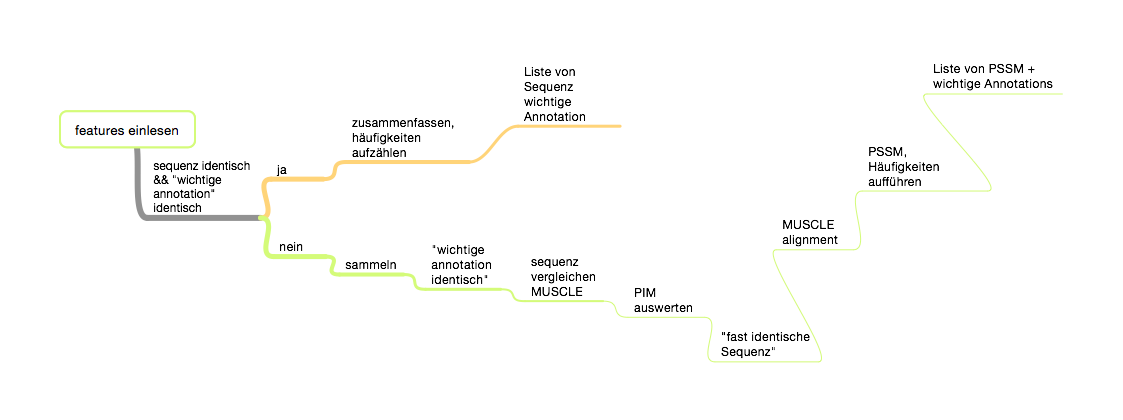 features einlesen
sequenz identisch
&& "wichtige
annotation"
identisch
ja
zusammenfassen,
häufigkeiten
aufzählen
Liste von
Sequenz
wichtige
Annotation
nein
sammeln
"wichtige
annotation
identisch"
sequenz
vergleichen
MUSCLE
PIM
auswerten
"fast identische
Sequenz"
MUSCLE
alignment
PSSM,
Häufigkeiten
aufführen
Liste von PSSM +
wichtige Annotations